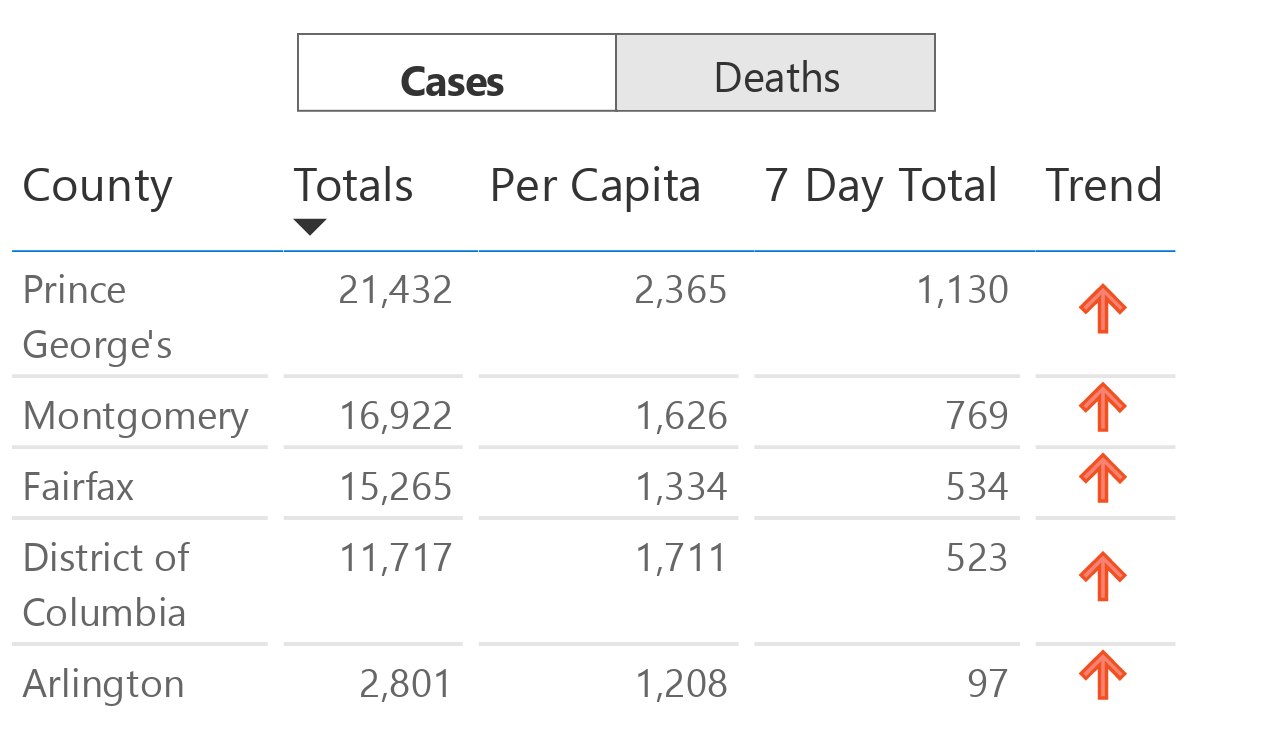 Cases Deaths
County Totals Per Capita 7 Day Total Trend
Prince 21,432 2,365 1,130
George's
Montgomery 16,922 1,626 769
Fairfax 15,265 1,334 534
District of 11,717 1,711 523
Columbia
Arlington 2,801 1,208 97